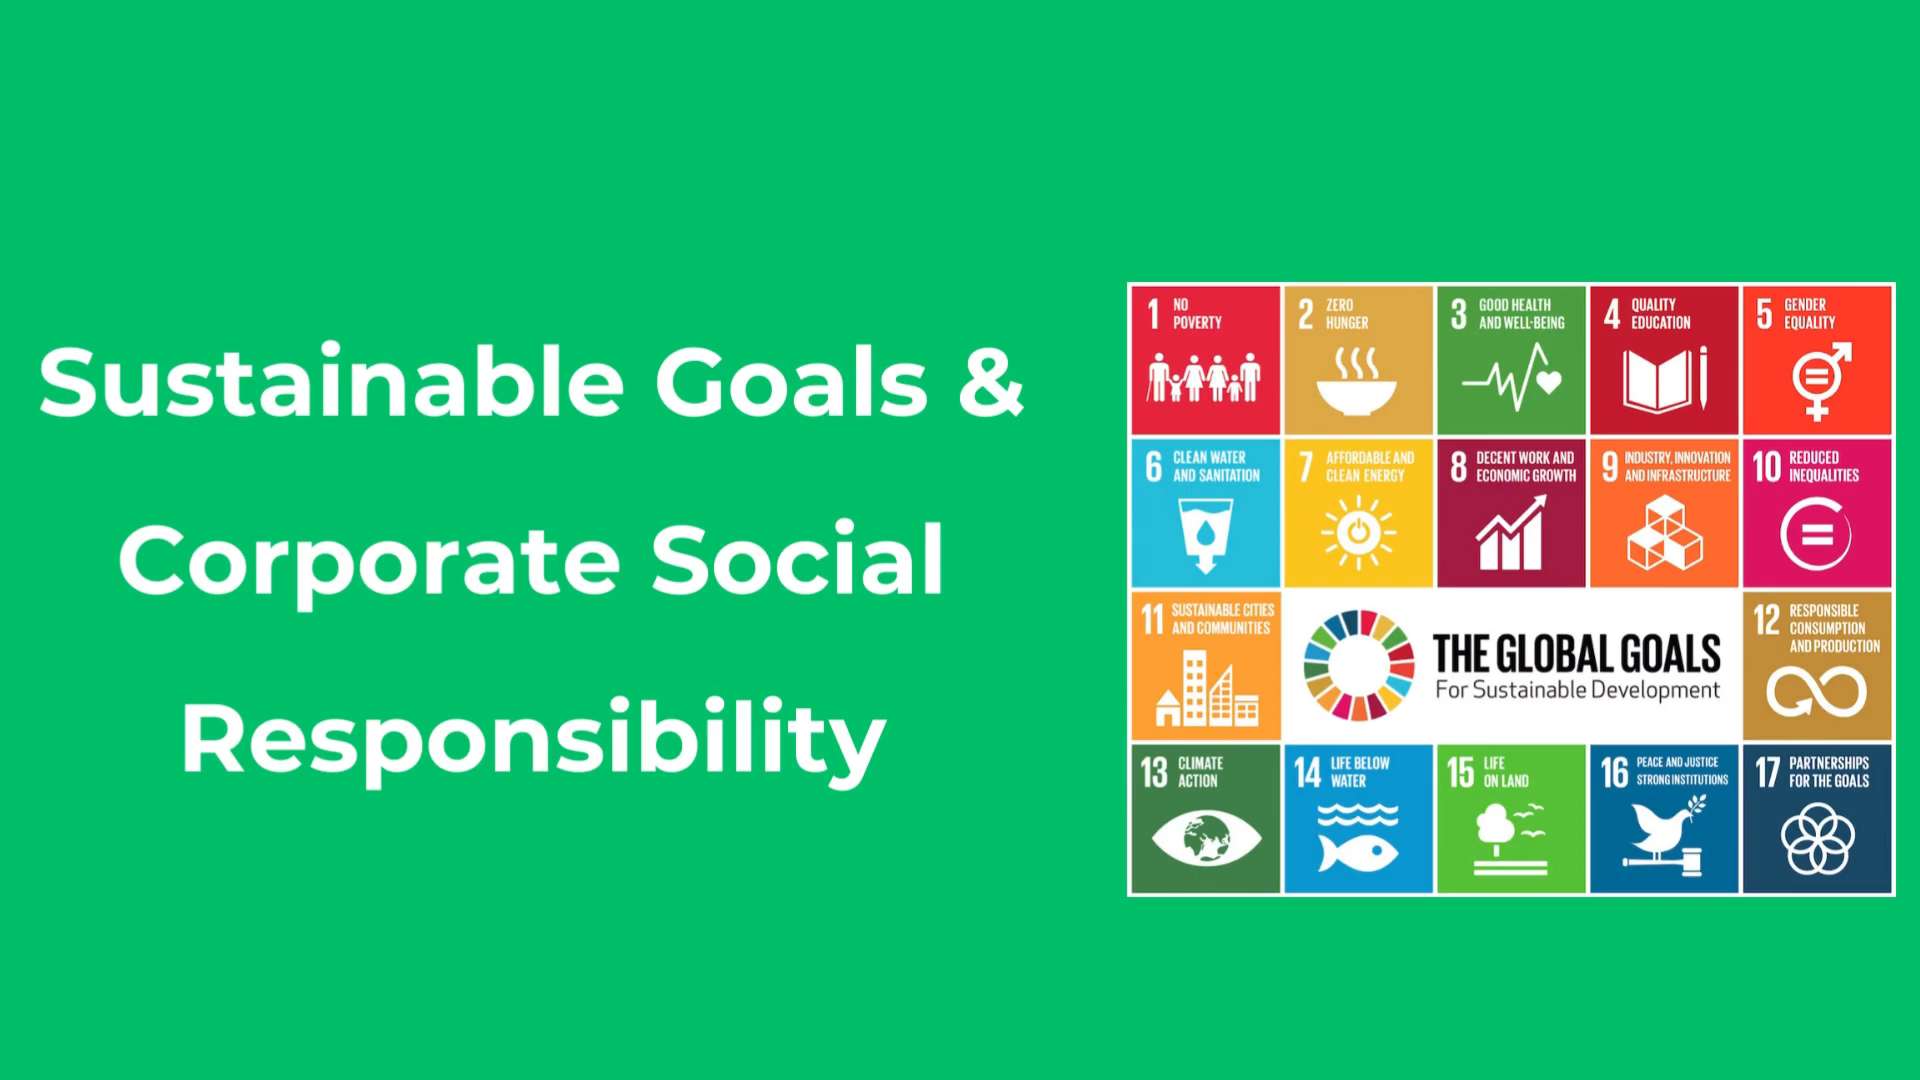 Sustainable Goals &
Corporate Social
Responsibility
1 NO
POVERTY
2 ZERO
HUNGER
3 GOOD HEALTH
AND WELL-BEING
4 QUALITY
EDUCATION
5 GENDER
EQUALITY
6 CLEAN WATER
AND SANITATION
7 AFFORDABLE AND
CLEAN ENERGY
8 DECENT WORK AND
ECONOMIC GROWTH
9 INDUSTRY, INNOVATION
AND INFRASTRUCTURE
10 REDUCED
INEQUALITIES
11 SUSTAINABLE CITIES
AND COMMUNITIES
THE GLOBAL GOALS
For Sustainable Development
12 RESPONSIBLE
CONSUMPTION
AND PRODUCTION
13 CLIMATE
ACTION
14 LIFE BELOW
WATER
15 LIFE
ON LAND
16 PEACE AND JUSTICE
STRONG INSTITUTIONS
17 PARTNERSHIPS
FOR THE GOALS